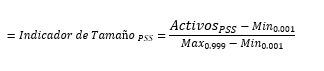 = Indicador de Tamaño PSS = (ActivosPSS − Min0.001) / (Max0.999 − Min0.001)